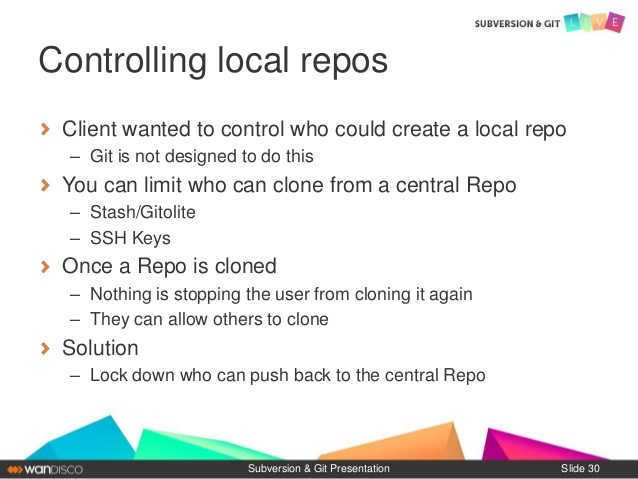 SUBVERSION & GIT LIVE
Controlling local repos
Client wanted to control who could create a local repo
– Git is not designed to do this
You can limit who can clone from a central Repo
– Stash/Gitolite
– SSH Keys
Once a Repo is cloned
– Nothing is stopping the user from cloning it again
– They can allow others to clone
Solution
– Lock down who can push back to the central Repo
WANDISCO Subversion & Git Presentation Slide 30